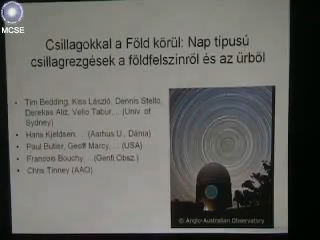 MCSE
Csillagokkal a Föld körül: Nap típusú
csillagrezgések a földfelszínről és az űrből
• Tim Bedding, Kiss László, Dennis Stello,
Derekas Aliz, Vello Tabur,... (Univ. of
Sydney)
• Hans Kjeldsen,... (Aarhus U., Dánia)
• Paul Butler, Geoff Marcy,... (USA)
• Francois Bouchy, ...(Genfi Obsz.)
• Chris Tinney (AAO)
© Anglo-Australian Observatory